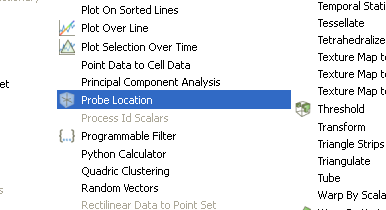 Plot On Sorted Lines
Plot Over Line
Plot Selection Over Time
Point Data to Cell Data
Principal Component Analysis
Probe Location
Process Id Scalars
Programmable Filter
Python Calculator
Quadric Clustering
Random Vectors
Rectilinear Data to Point Set
et
s
Temporal Stati
Tessellate
Tetrahedralize
Texture Map to
Texture Map to
Texture Map to
Threshold
Transform
Triangle Strips
Triangulate
Tube
Warp By Scala